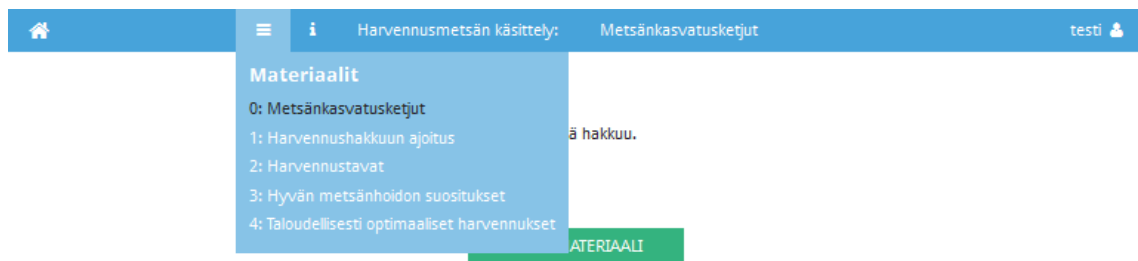 Harvennusmetsän käsittely: Metsänkasvatusketjut testi
Materiaalit
0: Metsänkasvatusketjut
1: Harvennushakkuun ajoitus
ä hakkuu.
2: Harvennustavat
3: Hyvän metsänhoidon suositukset
4: Taloudellisesti optimaaliset harvennukset
ATERIAALI